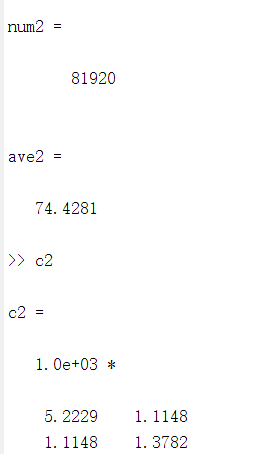 num2 =
81920
ave2 =
74.4281
>> c2
c2 =
1.0e+03 *
5.2229 1.1148
1.1148 1.3782